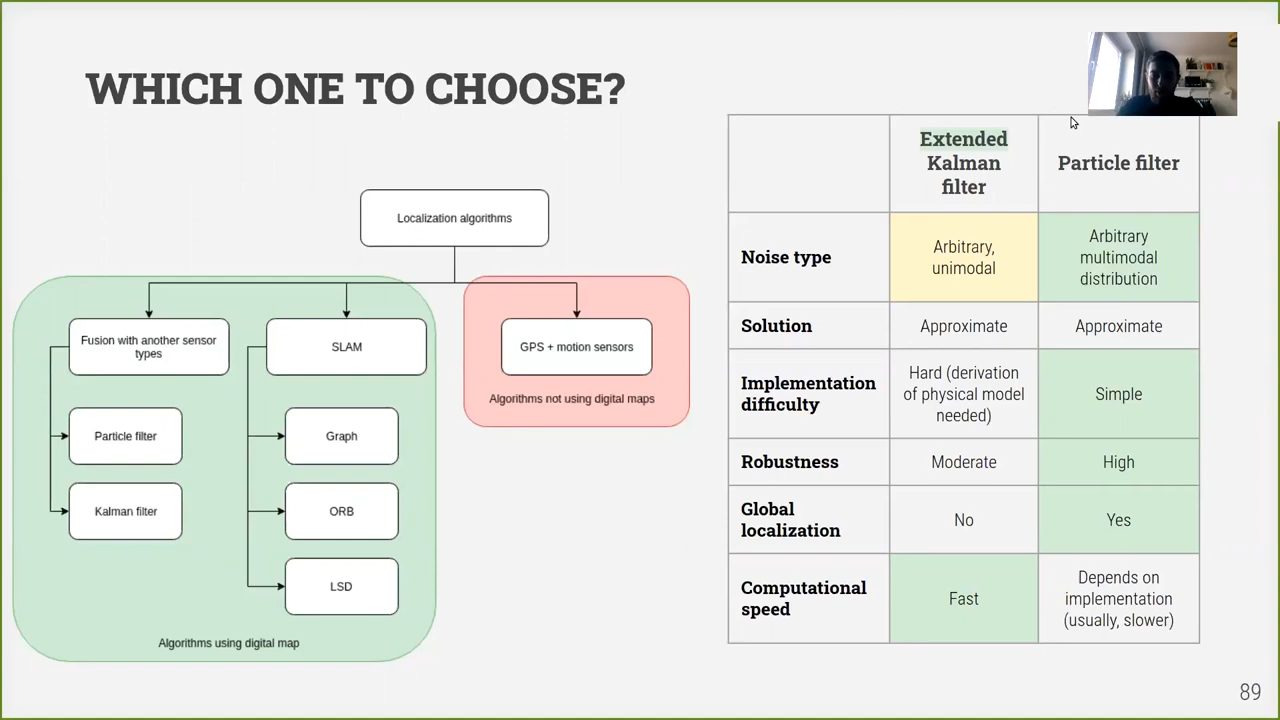 WHICH ONE TO CHOOSE?
Localization algorithms
Fusion with another sensor
types
SLAM
GPS + motion sensors
Algorithms not using digital maps
Particle filter
Graph
Kalman filter
ORB
LSD
Algorithms using digital map
Extended
Kalman
filter
Particle filter
Noise type
Arbitrary,
unimodal
Arbitrary
multimodal
distribution
Solution
Approximate
Approximate
Implementation
difficulty
Hard (derivation
of physical model
needed)
Simple
Robustness
Moderate
High
Global
localization
No
Yes
Computational
speed
Fast
Depends on
implementation
(usually, slower)
89